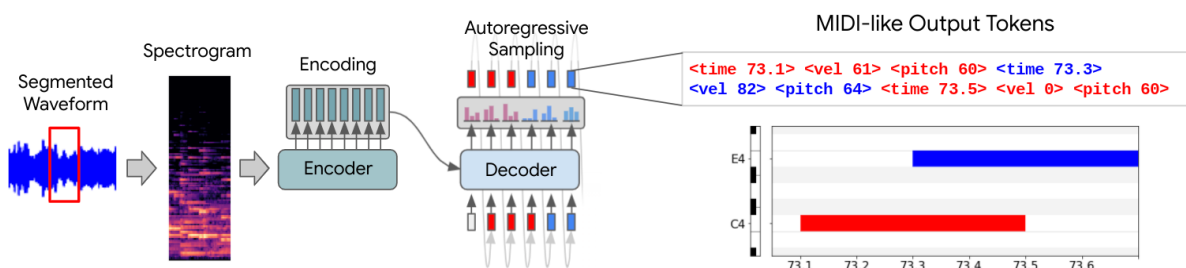 Segmented
Waveform
Spectrogram
Encoding
Encoder
Autoregressive
Sampling
Decoder
MIDI-like Output Tokens
<time 73.1> <vel 61> <pitch 60> <time 73.3>
<vel 82> <pitch 64> <time 73.5> <vel 0> <pitch 60>
E4
C4
73.1 73.2 73.3 73.4 73.5 73.6